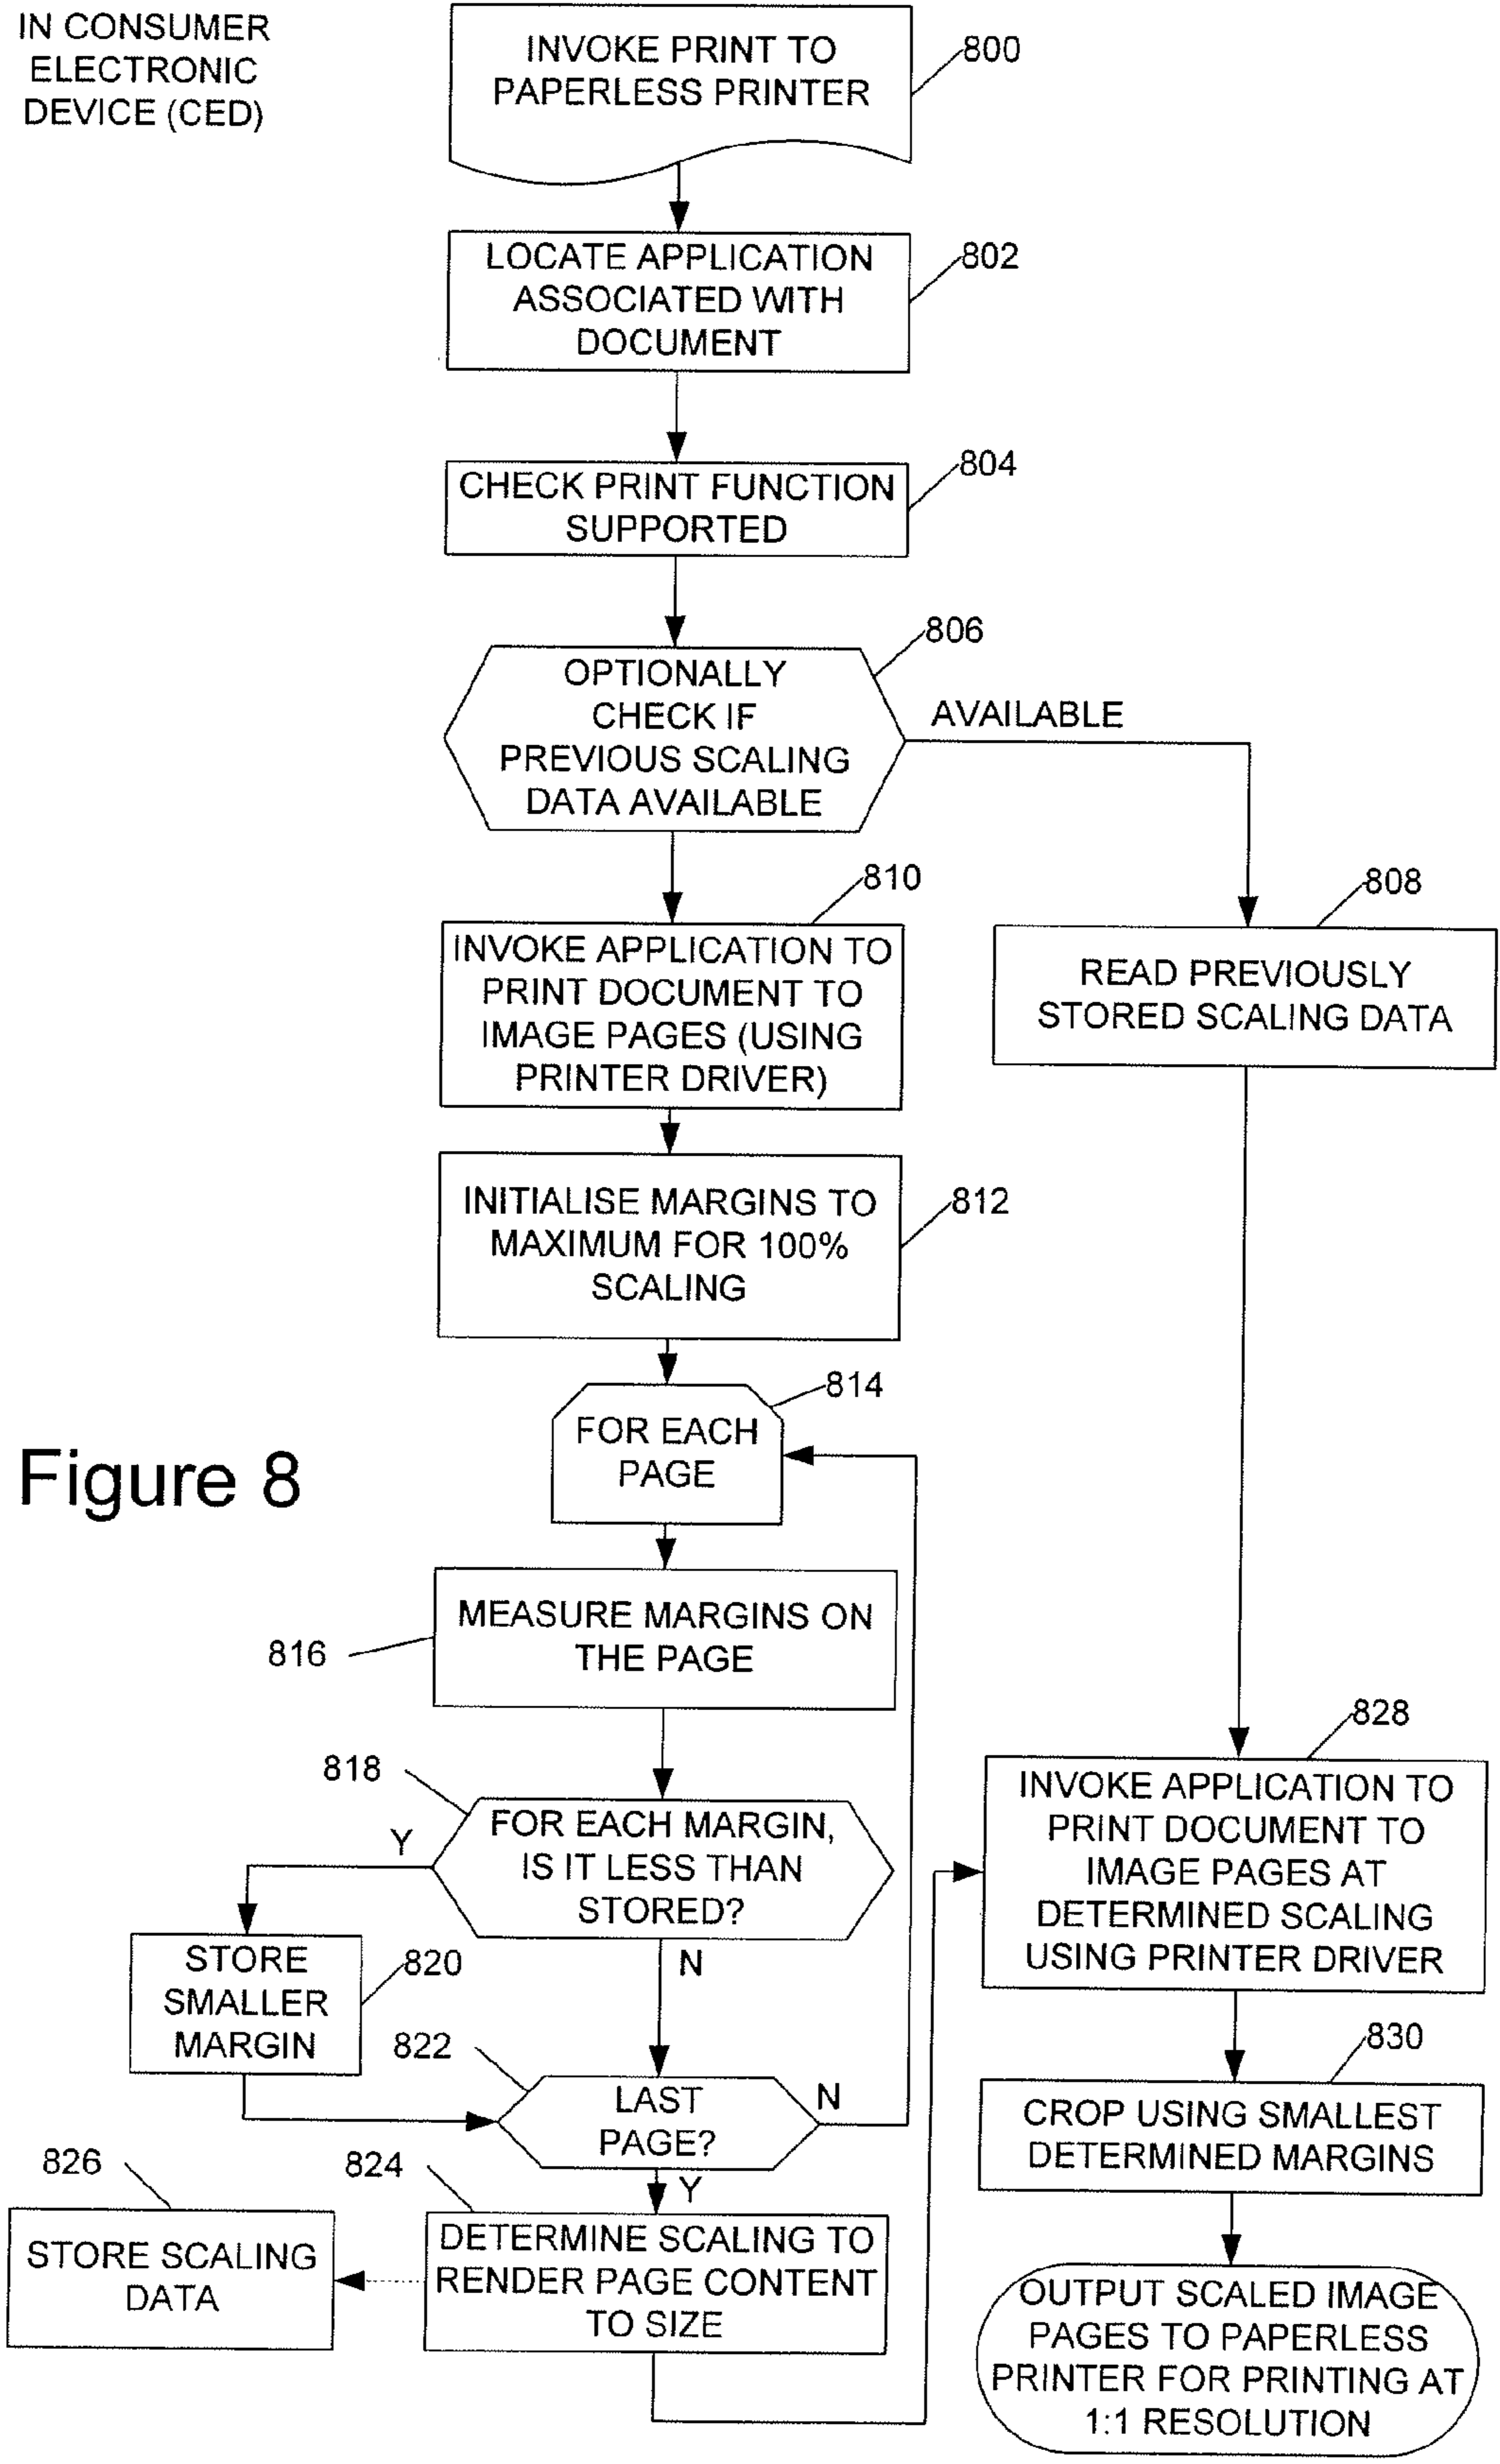 IN CONSUMER
ELECTRONIC
DEVICE (CED)
INVOKE PRINT TO
PAPERLESS PRINTER
800
LOCATE APPLICATION
ASSOCIATED WITH
DOCUMENT
802
CHECK PRINT FUNCTION
SUPPORTED
804
OPTIONALLY
CHECK IF
PREVIOUS SCALING
DATA AVAILABLE
806
AVAILABLE
808
READ PREVIOUSLY
STORED SCALING DATA
810
INVOKE APPLICATION TO
PRINT DOCUMENT TO
IMAGE PAGES (USING
PRINTER DRIVER)
INITIALISE MARGINS TO
MAXIMUM FOR 100%
SCALING
812
814
FOR EACH
PAGE
Figure 8
MEASURE MARGINS ON
THE PAGE
816
818
FOR EACH MARGIN,
IS IT LESS THAN
STORED?
Y
N
STORE
SMALLER
MARGIN
820
822
LAST
PAGE?
N
Y
824
DETERMINE SCALING TO
RENDER PAGE CONTENT
TO SIZE
826
STORE SCALING
DATA
828
INVOKE APPLICATION TO
PRINT DOCUMENT TO
IMAGE PAGES AT
DETERMINED SCALING
USING PRINTER DRIVER
830
CROP USING SMALLEST
DETERMINED MARGINS
OUTPUT SCALED IMAGE
PAGES TO PAPERLESS
PRINTER FOR PRINTING AT
1:1 RESOLUTION